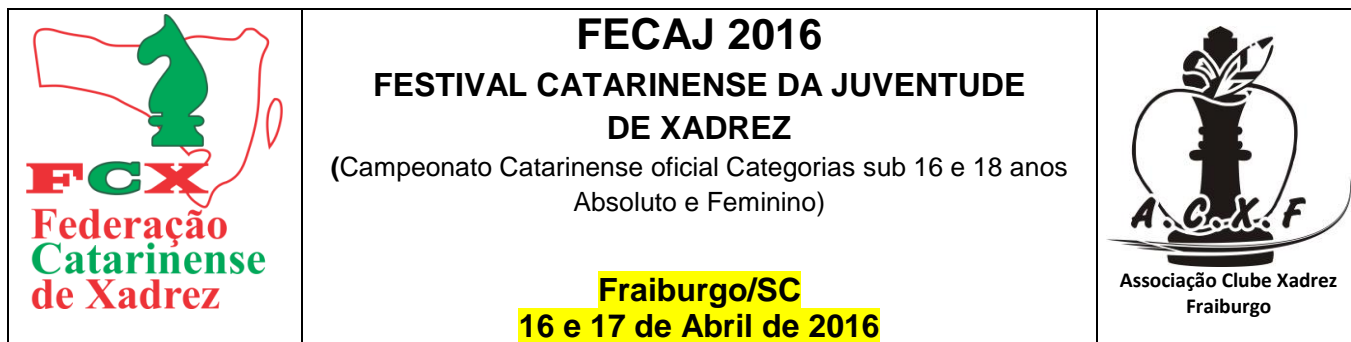 FCX
Federação
Catarinense
de Xadrez
FECAJ 2016
FESTIVAL CATARINENSE DA JUVENTUDE
DE XADREZ
(Campeonato Catarinense oficial Categorias sub 16 e 18 anos
Absoluto e Feminino)
Fraiburgo/SC
16 e 17 de Abril de 2016
A.C.X.F
Associação Clube Xadrez
Fraiburgo